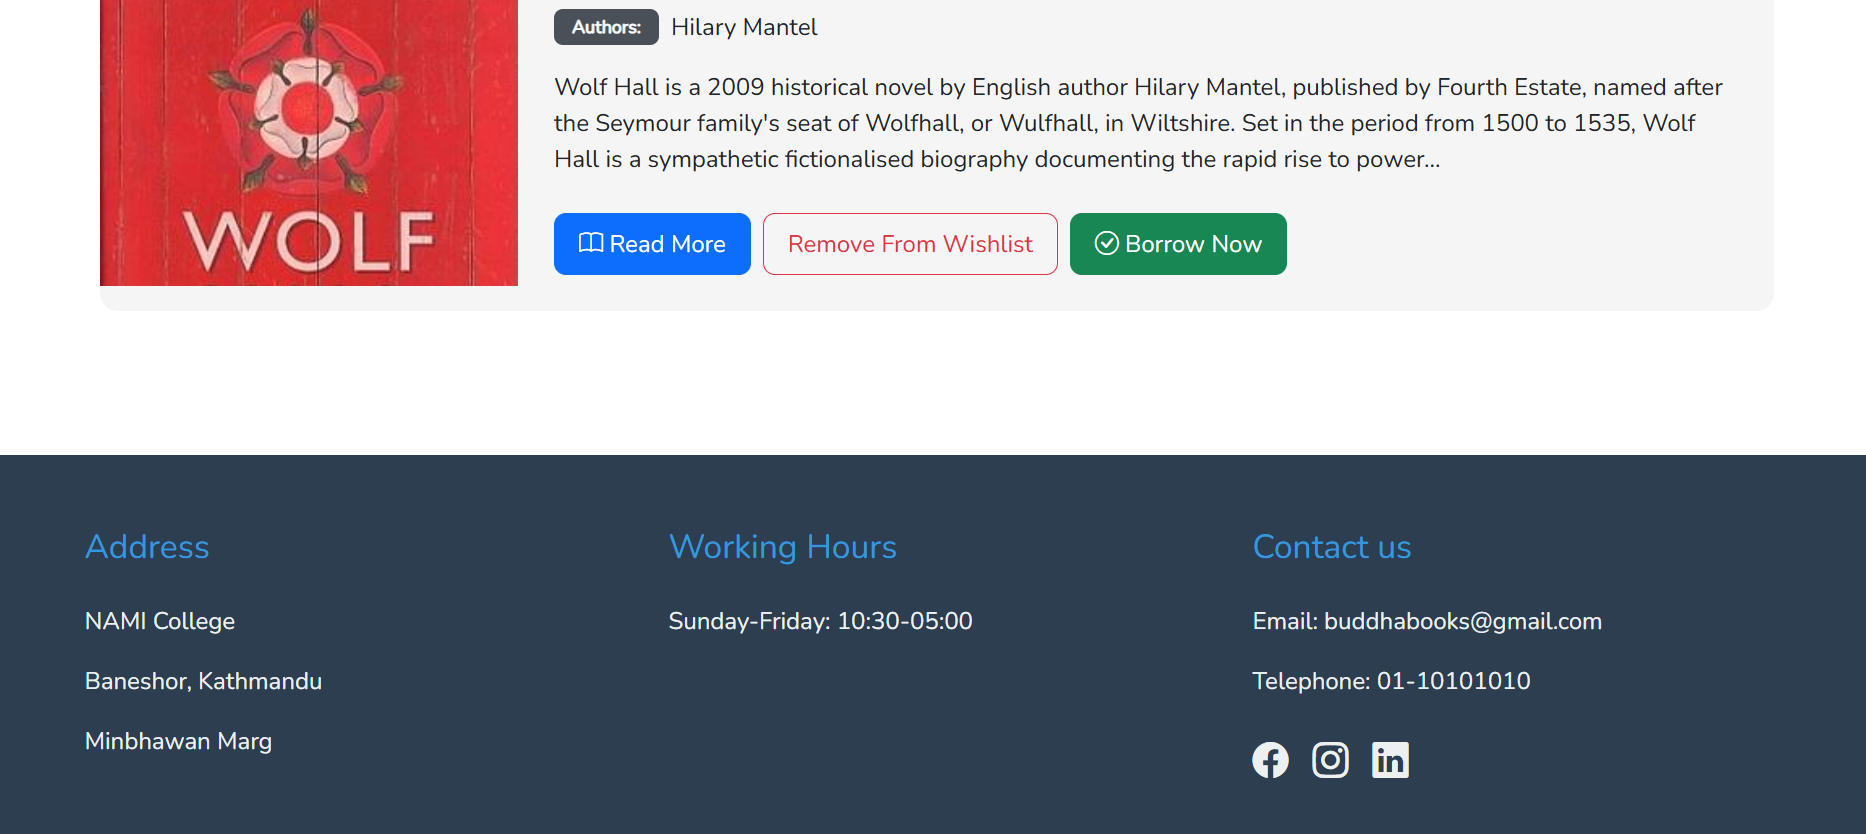 Authors: Hilary Mantel
Wolf Hall is a 2009 historical novel by English author Hilary Mantel, published by Fourth Estate, named after
the Seymour family's seat of Wolfhall, or Wulfhall, in Wiltshire. Set in the period from 1500 to 1535, Wolf
Hall is a sympathetic fictionalised biography documenting the rapid rise to power...
WOLF
Read More Remove From Wishlist Borrow Now
Address
NAMI College
Baneshor, Kathmandu
Minbhawan Marg
Working Hours
Sunday-Friday: 10:30-05:00
Contact us
Email: buddhabooks@gmail.com
Telephone: 01-10101010